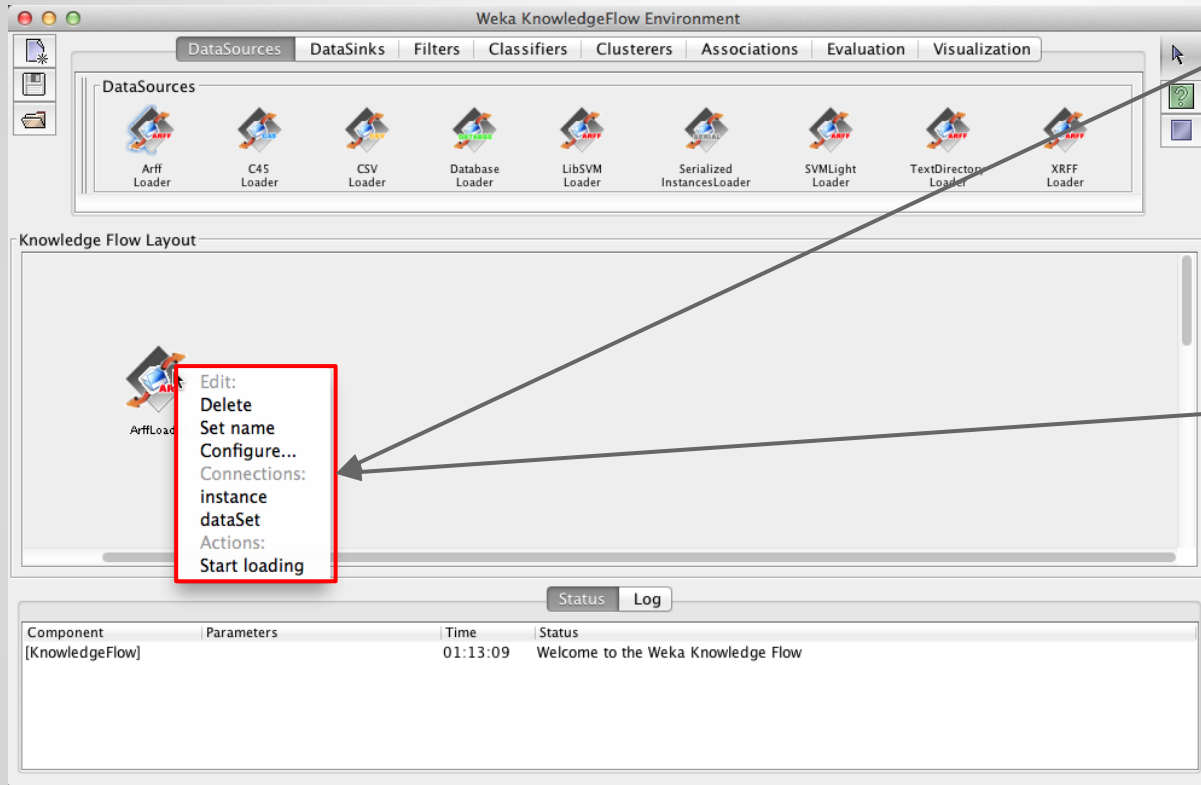 Weka KnowledgeFlow Environment
DataSources DataSinks Filters Classifiers Clusterers Associations Evaluation Visualization
DataSources
Arff Loader
C45 Loader
CSV Loader
Database Loader
LibSVM Loader
Serialized InstancesLoader
SVMLight Loader
TextDirectory Loader
XRFF Loader
Knowledge Flow Layout
ArffLoad
Edit:
Delete
Set name
Configure...
Connections:
instance
dataSet
Actions:
Start loading
Status Log
Component Parameters Time Status
[KnowledgeFlow] 01:13:09 Welcome to the Weka Knowledge Flow